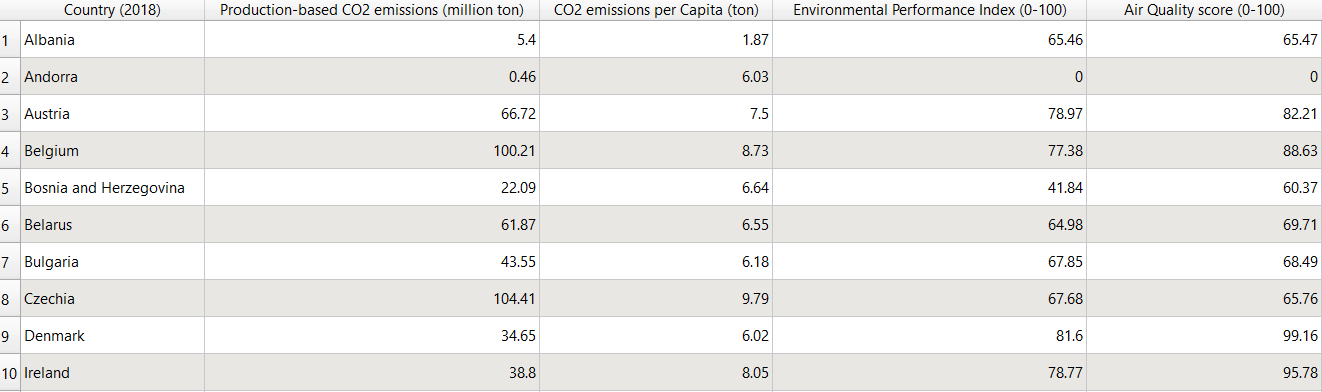 Country (2018) Production-based CO2 emissions (million ton) CO2 emissions per Capita (ton) Environmental Performance Index (0-100) Air Quality score (0-100)
1 Albania 5.4 1.87 65.46 65.47
2 Andorra 0.46 6.03 0 0
3 Austria 66.72 7.5 78.97 82.21
4 Belgium 100.21 8.73 77.38 88.63
5 Bosnia and Herzegovina 22.09 6.64 41.84 60.37
6 Belarus 61.87 6.55 64.98 69.71
7 Bulgaria 43.55 6.18 67.85 68.49
8 Czechia 104.41 9.79 67.68 65.76
9 Denmark 34.65 6.02 81.6 99.16
10 Ireland 38.8 8.05 78.77 95.78